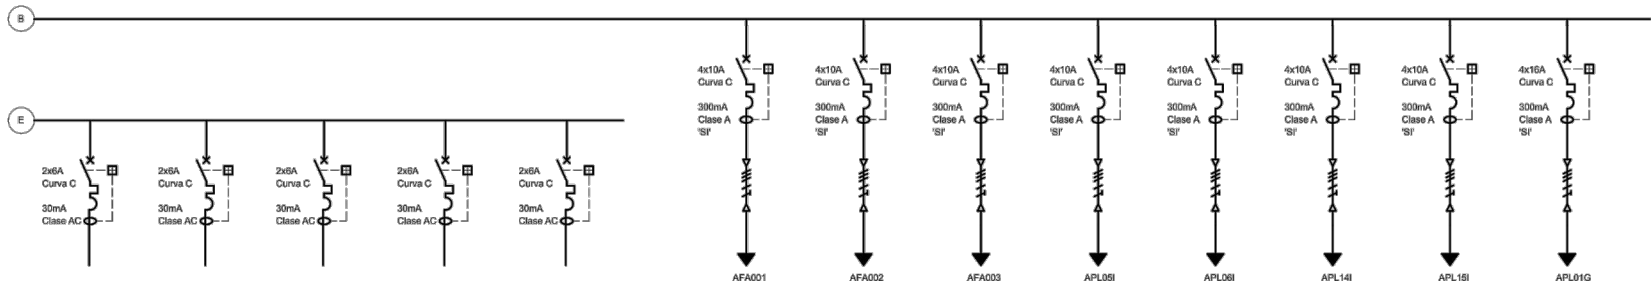 B
4x10A 4x10A 4x10A 4x10A 4x10A 4x10A 4x10A 4x16A
Curva C Curva C Curva C Curva C Curva C Curva C Curva C Curva C
300mA 300mA 300mA 300mA 300mA 300mA 300mA 300mA
Clase A Clase A Clase A Clase A Clase A Clase A Clase A Clase A
'SI' 'SI' 'SI' 'SI' 'SI' 'SI' 'SI' 'SI'
E
2x6A 2x6A 2x6A 2x6A 2x6A
Curva C Curva C Curva C Curva C Curva C
30mA 30mA 30mA 30mA 30mA
Clase AC Clase AC Clase AC Clase AC Clase AC
AFA001 AFA002 AFA003 APL05I APL06I APL14I APL15I APL01G